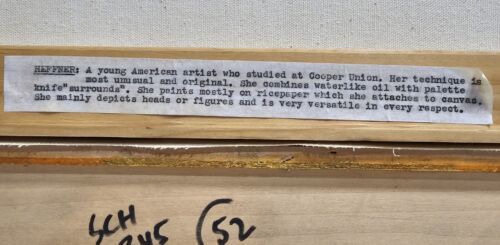 HEFFNER: A young American artist who studied at Cooper Union. Her technique is
most unusual and original. She combines waterlike oil with palette
knife"surrounds". She paints mostly on ricepaper which she attaches to canvas.
She mainly depicts heads or figures and is very versatile in every respect.
SCH
52